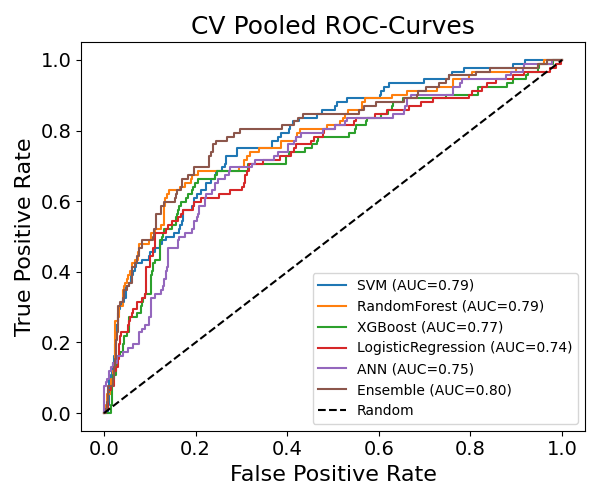 CV Pooled ROC-Curves
True Positive Rate
1.0
0.8
0.6
0.4
0.2
0.0
SVM (AUC=0.79)
RandomForest (AUC=0.79)
XGBoost (AUC=0.77)
LogisticRegression (AUC=0.74)
ANN (AUC=0.75)
Ensemble (AUC=0.80)
Random
0.0 0.2 0.4 0.6 0.8 1.0
False Positive Rate